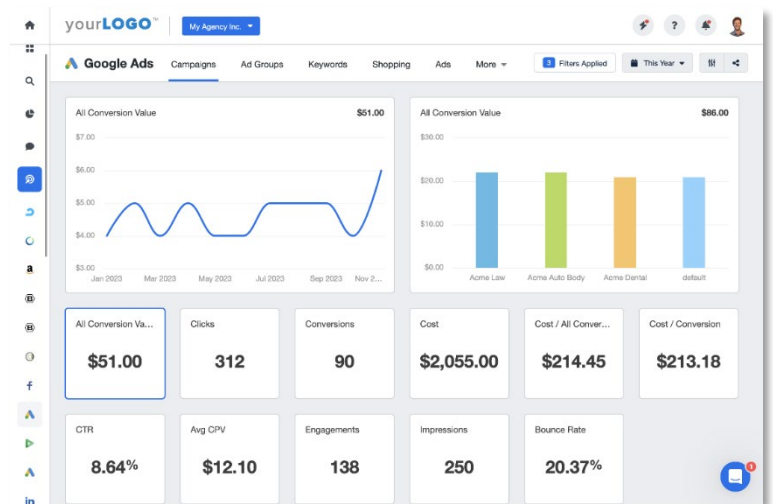 yourLOGO™
My Agency Inc.
?
Google Ads
Campaigns
Ad Groups
Keywords
Shopping
Ads
More
3 Filters Applied
This Year
All Conversion Value
$51.00
$7.00
$6.00
$5.00
$4.00
$3.00
Jan 2023
Mar 2023
May 2023
Jul 2023
Sep 2023
Nov 2...
All Conversion Value
$86.00
$30.00
$20.00
$10.00
$0.00
Acme Law
Acme Auto Body
Acme Dental
default
All Conversion Va...
$51.00
Clicks
312
Conversions
90
Cost
$2,055.00
Cost / All Conver...
$214.45
Cost / Conversion
$213.18
CTR
8.64%
Avg CPV
$12.10
Engagements
138
Impressions
250
Bounce Rate
20.37%
1
a
f
in